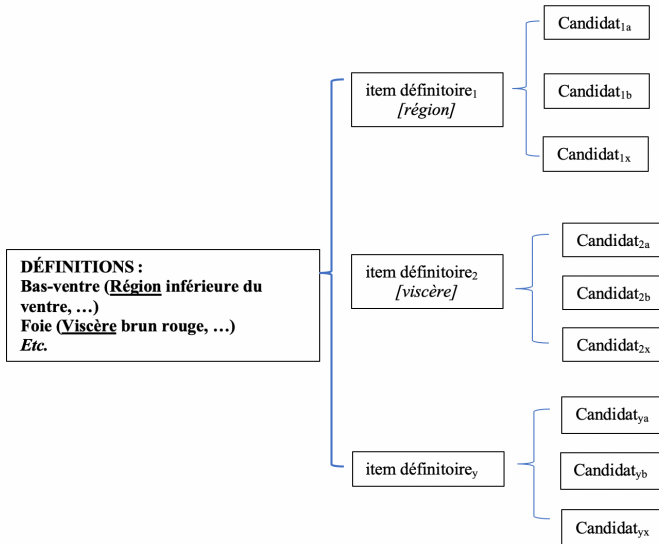 DÉFINITIONS :
Bas-ventre (Région inférieure du
ventre, …)
Foie (Viscère brun rouge, …)
Etc.
item définitoire₁
[région]
Candidat₁ₐ
Candidat1b
Candidat₁ₓ
item définitoire₂
[viscère]
Candidat₂ₐ
Candidat2b
Candidat₂ₓ
item définitoirey
Candidatya
Candidatyb
Candidatyx